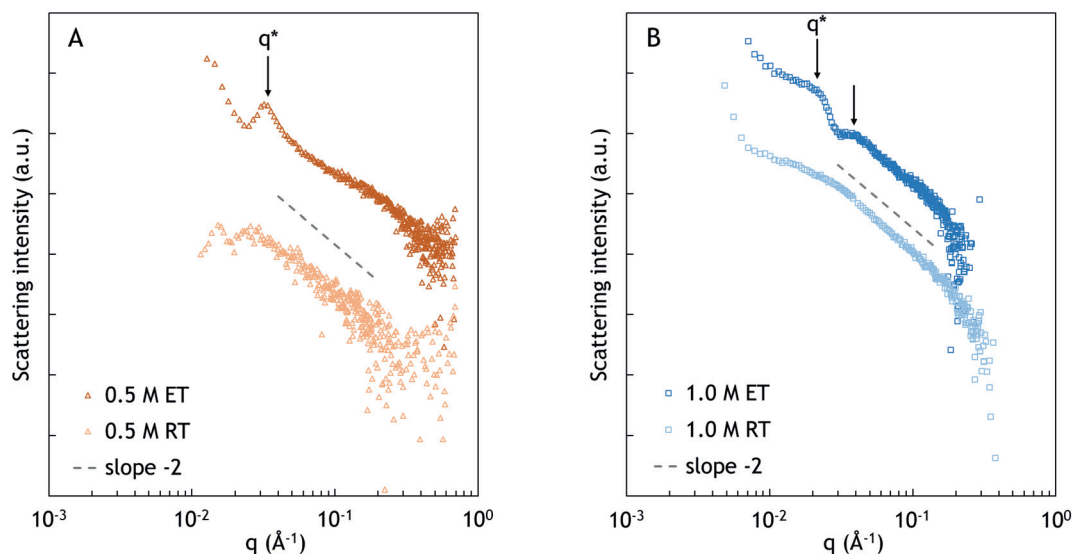 A
q*
Scattering intensity (a.u.)
0.5 M ET
0.5 M RT
slope -2
10⁻³
10⁻²
10⁻¹
10⁰
q (Å⁻¹)
B
q*
Scattering intensity (a.u.)
1.0 M ET
1.0 M RT
slope -2
10⁻³
10⁻²
10⁻¹
10⁰
q (Å⁻¹)